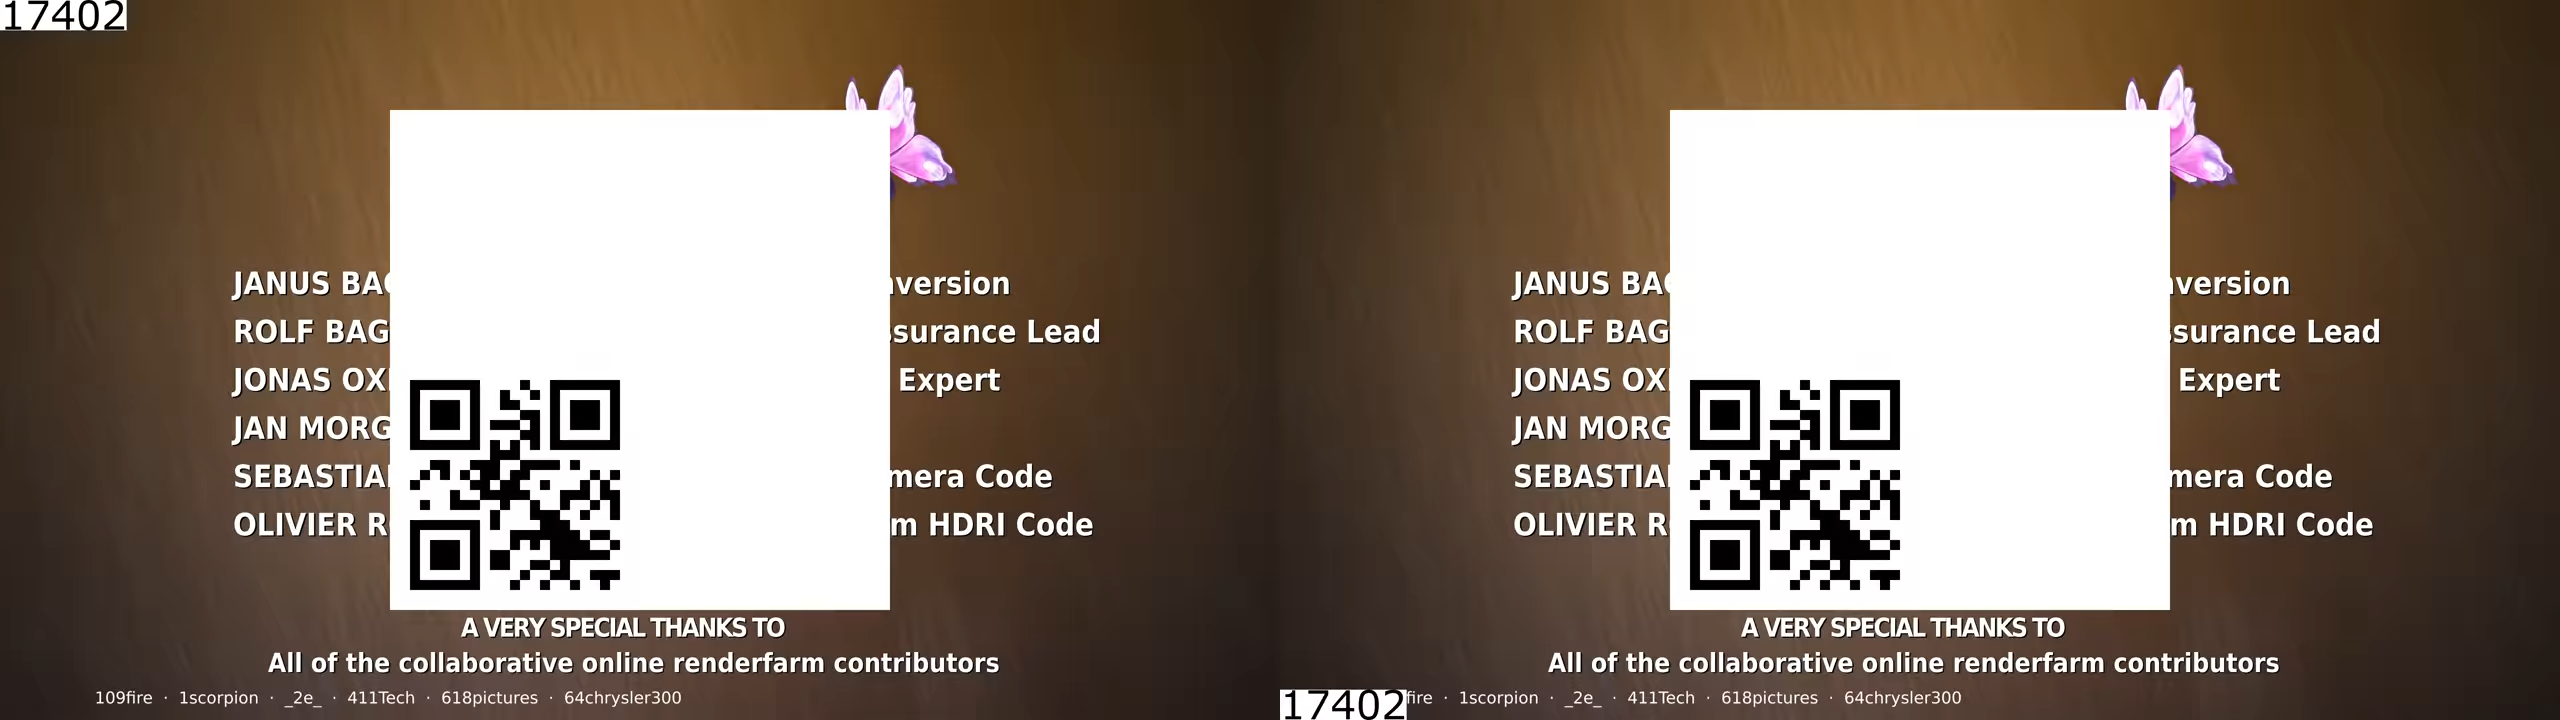 17402
JANUS BA
nversion
ROLF BAG
ssurance Lead
JONAS OX
Expert
JAN MORG
SEBASTIA
mera Code
OLIVIER R
m HDRI Code
A VERY SPECIAL THANKS TO
All of the collaborative online renderfarm contributors
109fire · 1scorpion · _2e_ · 411Tech · 618pictures · 64chrysler300
JANUS BA
nversion
ROLF BAG
ssurance Lead
JONAS OX
Expert
JAN MORG
SEBASTIA
mera Code
OLIVIER R
m HDRI Code
A VERY SPECIAL THANKS TO
All of the collaborative online renderfarm contributors
17402
fire · 1scorpion · _2e_ · 411Tech · 618pictures · 64chrysler300